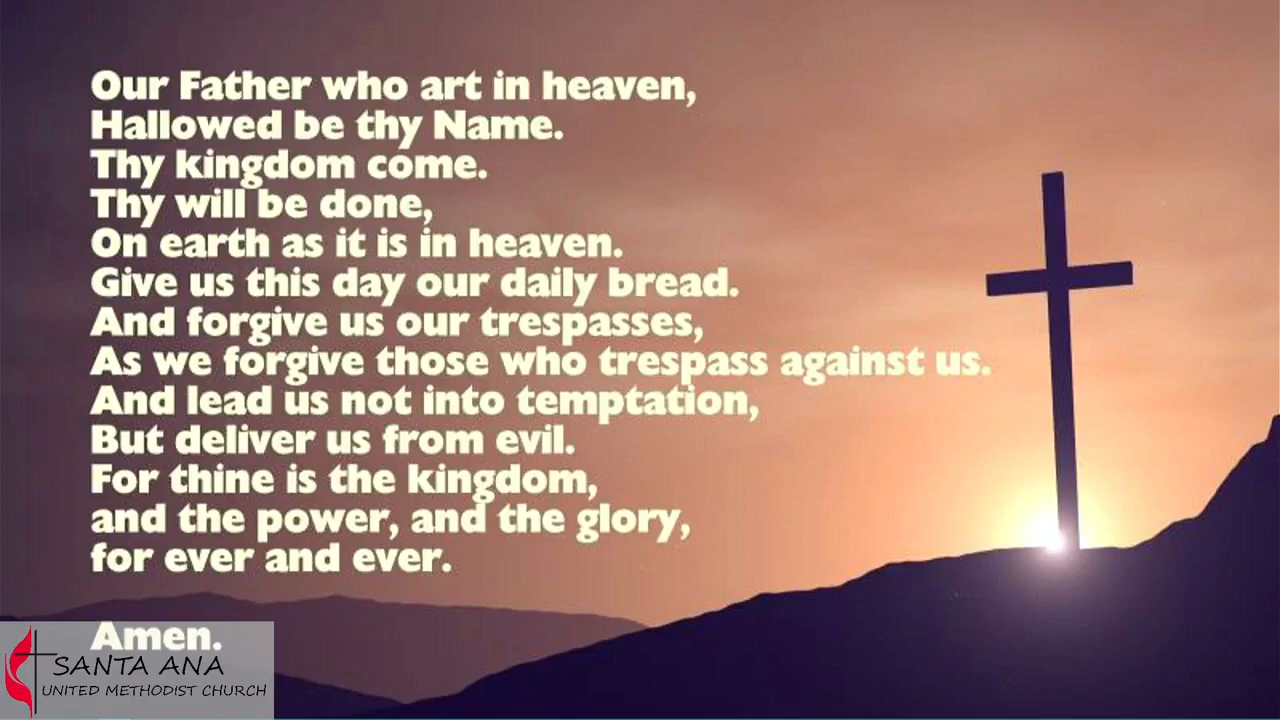 Our Father who art in heaven,
Hallowed be thy Name.
Thy kingdom come.
Thy will be done,
On earth as it is in heaven.
Give us this day our daily bread.
And forgive us our trespasses,
As we forgive those who trespass against us.
And lead us not into temptation,
But deliver us from evil.
For thine is the kingdom,
and the power, and the glory,
for ever and ever.
Amen.
SANTA ANA
UNITED METHODIST CHURCH